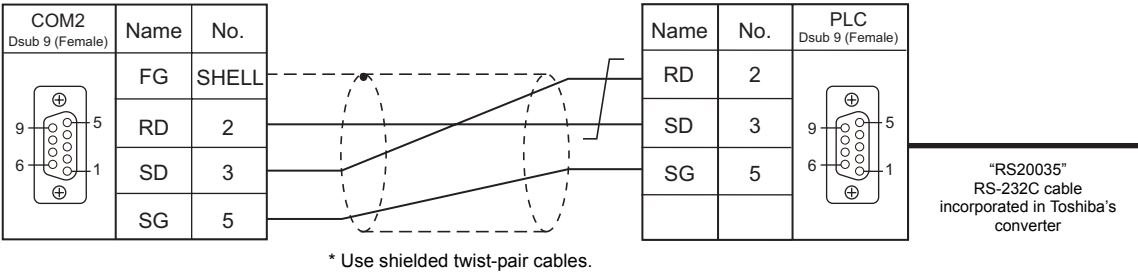 COM2
Dsub 9 (Female)
Name
No.
FG
SHELL
RD
2
SD
3
SG
5
9
5
6
1
Name
No.
PLC
Dsub 9 (Female)
RD
2
SD
3
SG
5
9
5
6
1
“RS20035”
RS-232C cable
incorporated in Toshiba’s
converter
* Use shielded twist-pair cables.